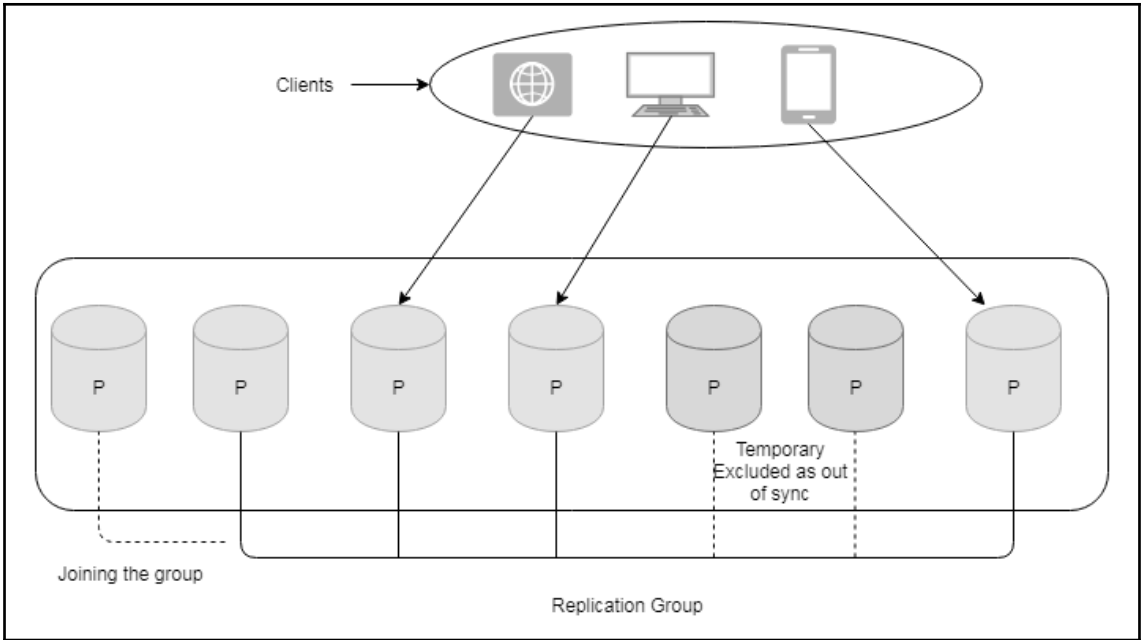 Clients
P
P
P
P
P
P
P
Temporary
Excluded as out
of sync
Joining the group
Replication Group